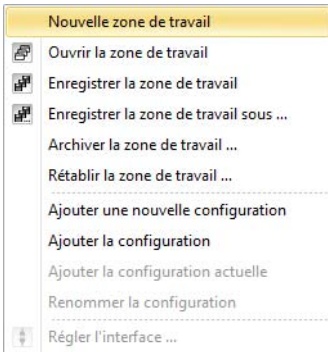 Nouvelle zone de travail
Ouvrir la zone de travail
Enregistrer la zone de travail
Enregistrer la zone de travail sous ...
Archiver la zone de travail ...
Rétablir la zone de travail ...
Ajouter une nouvelle configuration
Ajouter la configuration
Ajouter la configuration actuelle
Renommer la configuration
Régler l'interface ...